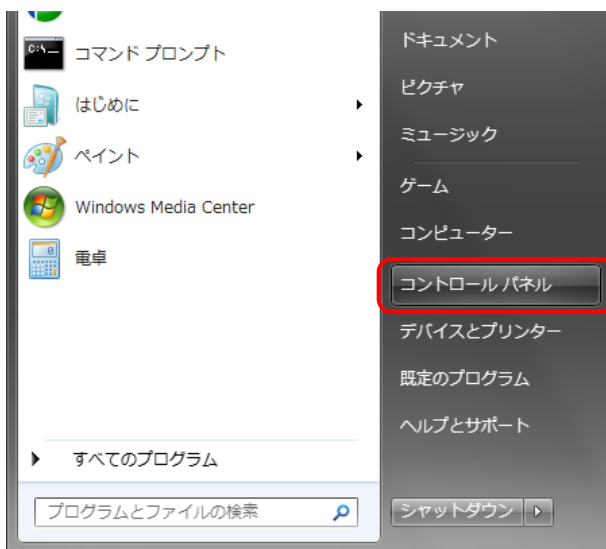 コマンド プロンプト
はじめに
ペイント
Windows Media Center
電卓
すべてのプログラム
プログラムとファイルの検索
ドキュメント
ピクチャ
ミュージック
ゲーム
コンピューター
コントロール パネル
デバイスとプリンター
既定のプログラム
ヘルプとサポート
シャットダウン